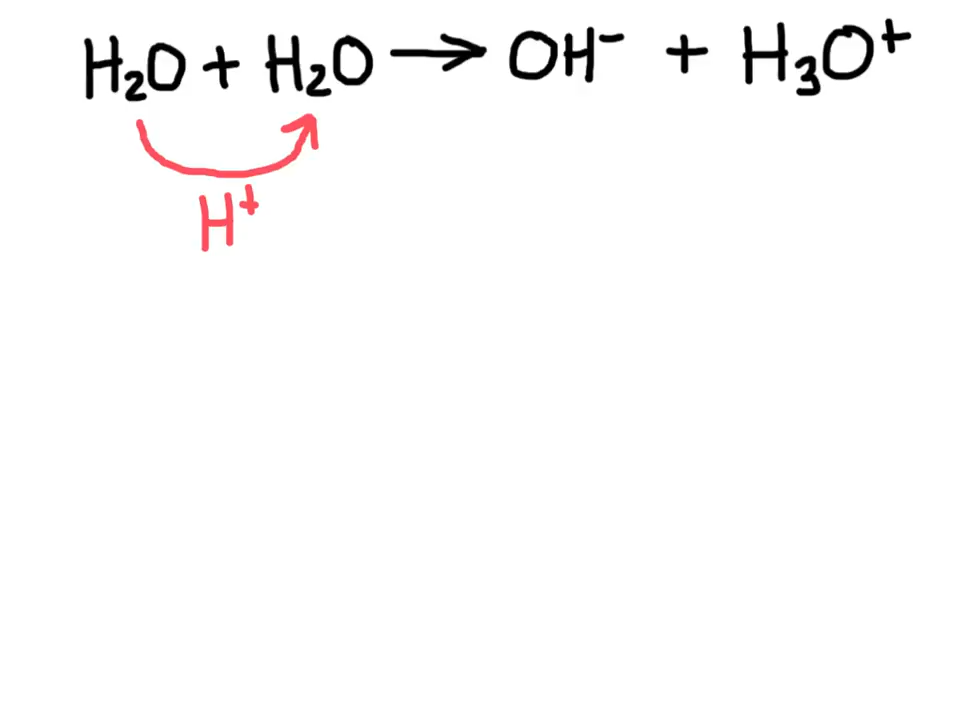 H₂O + H₂O → OH⁻ + H₃O⁺
H⁺